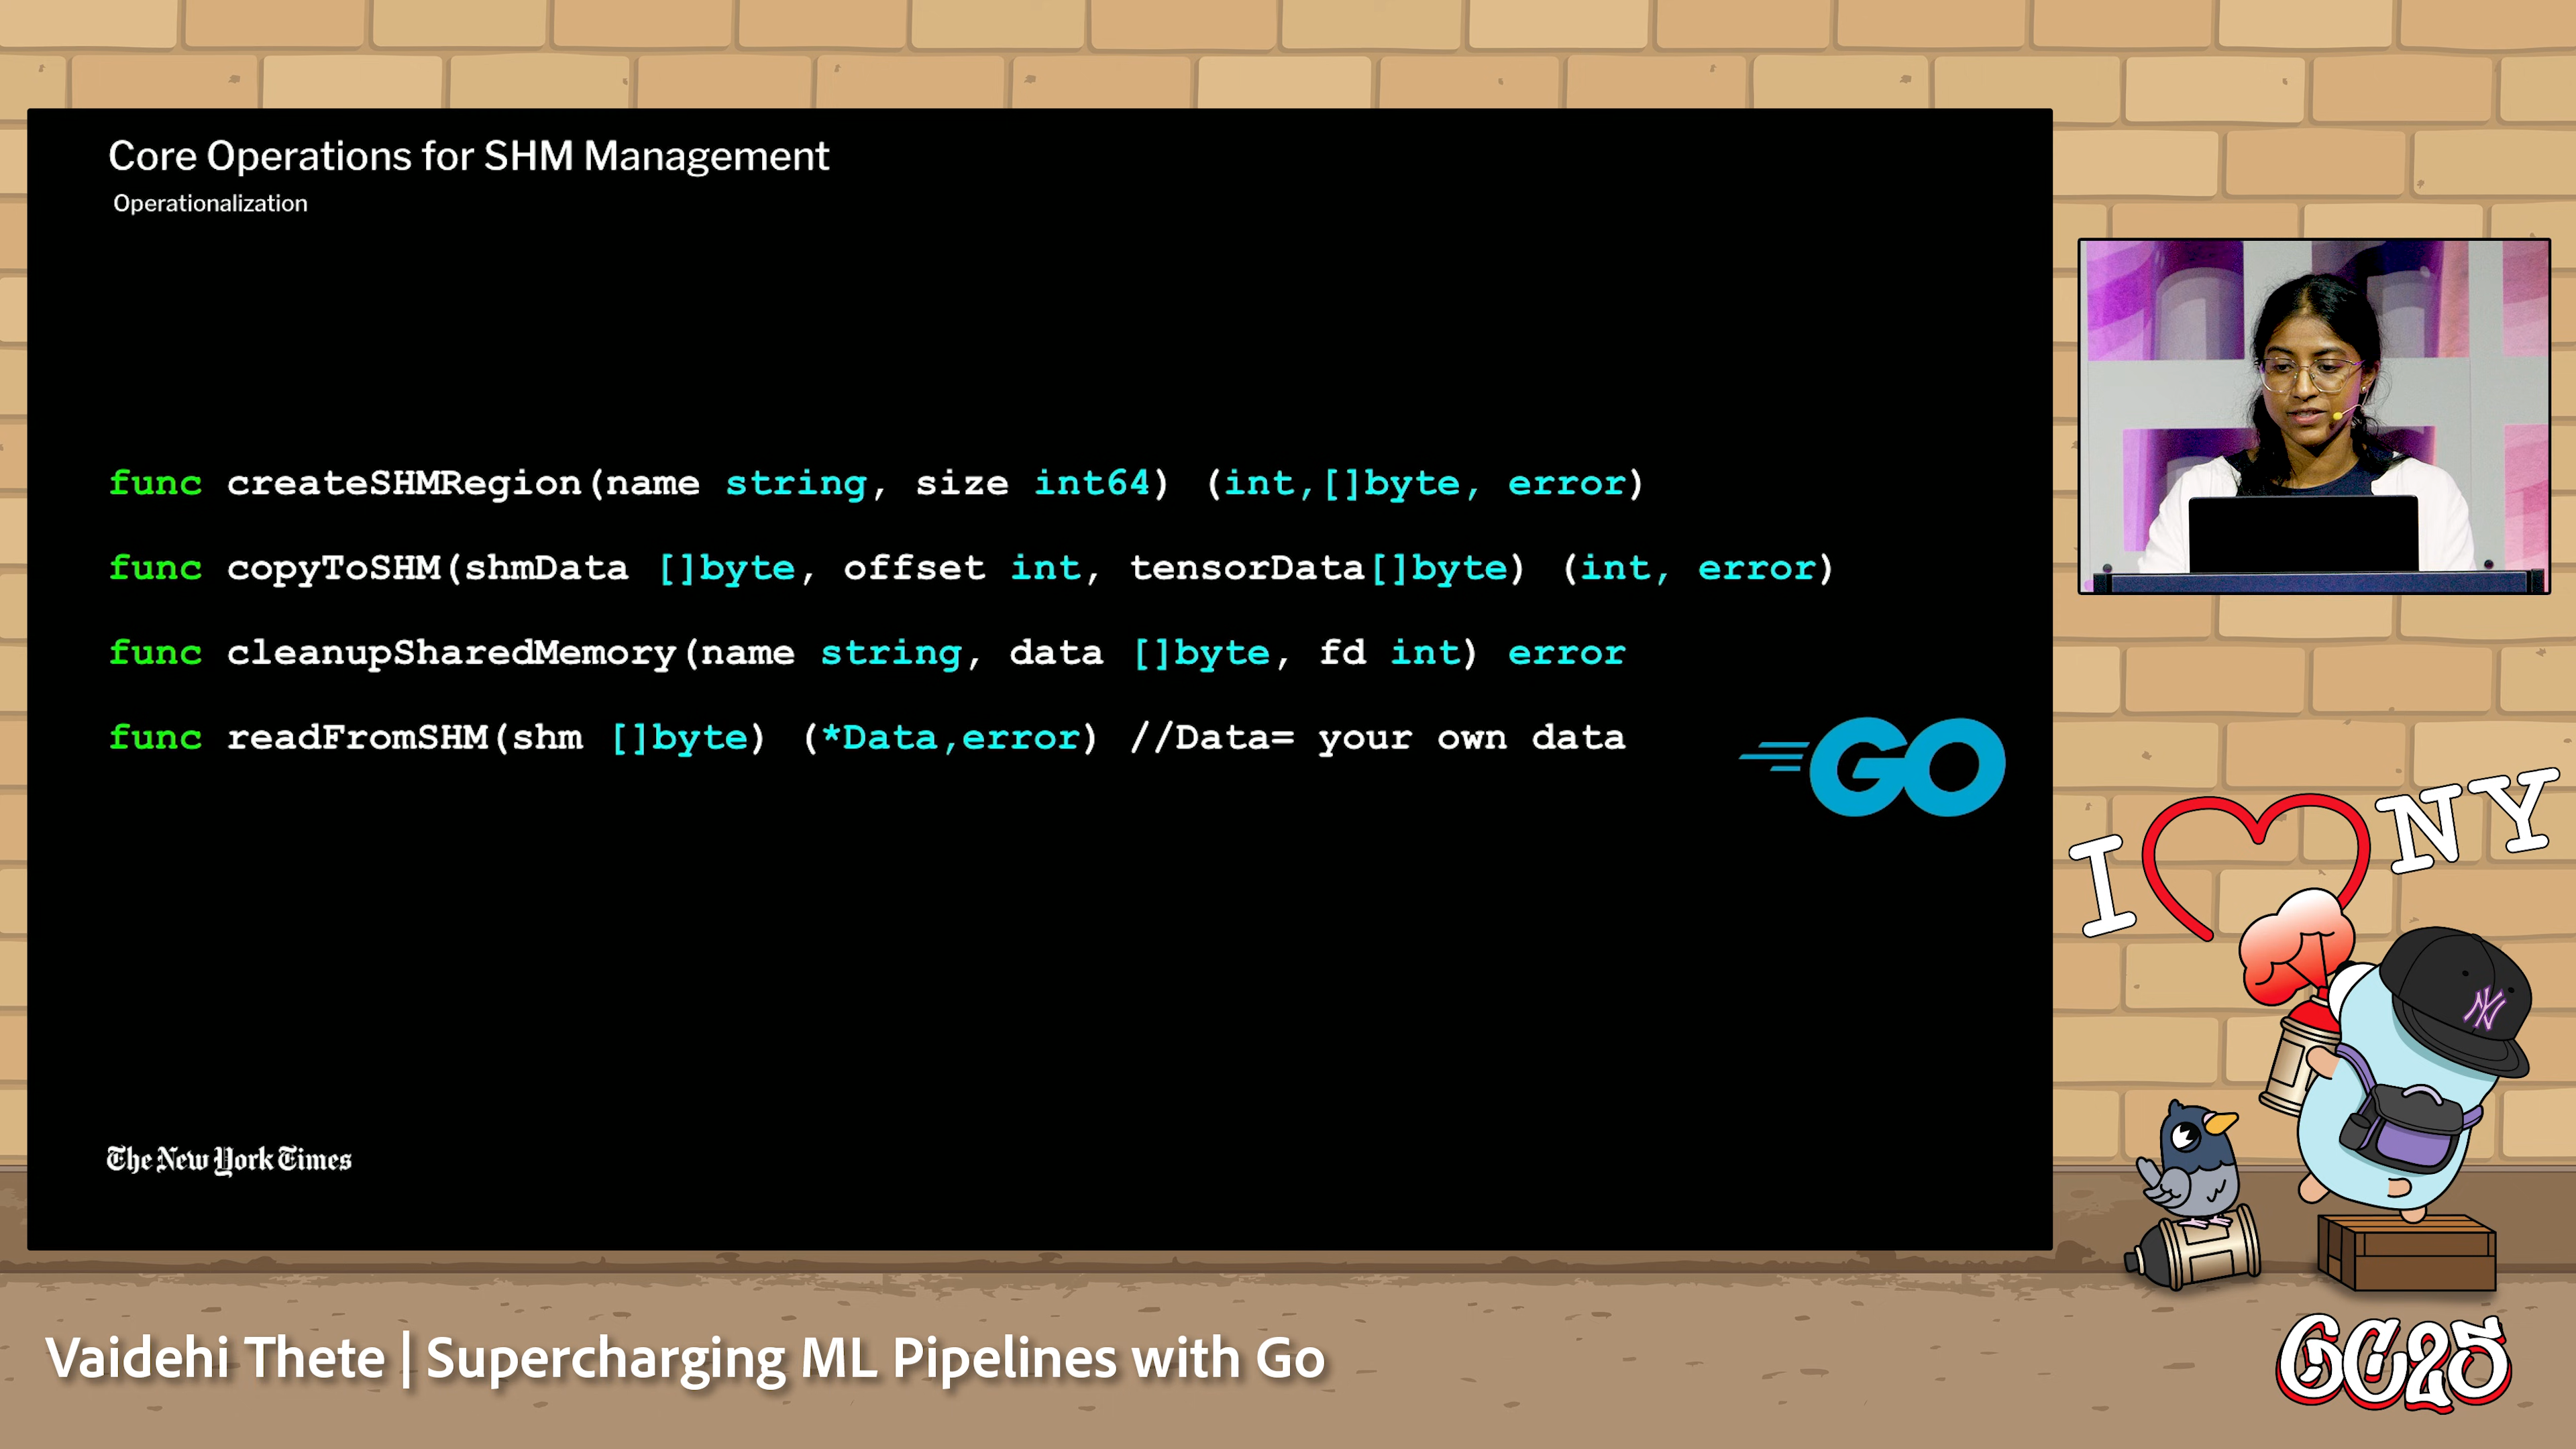 Core Operations for SHM Management
Operationalization
func createSHMRegion(name string, size int64) (int,[]byte, error)
func copyToSHM(shmData []byte, offset int, tensorData[]byte) (int, error)
func cleanupSharedMemory(name string, data []byte, fd int) error
func readFromSHM(shm []byte) (*Data,error) //Data= your own data
GO
The New York Times
I NY
NY
Vaidehi Thete | Supercharging ML Pipelines with Go
GC25